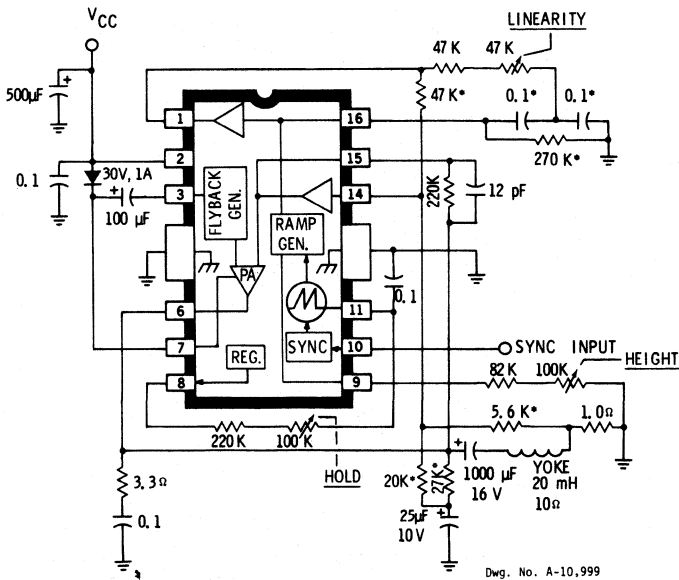 LINEARITY
VCC
47 K
47 K
500µF
+
47 K*
0.1*
0.1*
1
16
270 K*
2
15
0.1
30V, 1A
+
100 µF
3
FLYBACK
GEN.
14
220K
12 pF
RAMP
GEN.
PA
0.1
6
11
7
SYNC
10
SYNC INPUT
HEIGHT
REG.
8
9
82 K
100K
5.6 K*
1.0Ω
220K
100 K
HOLD
+
1000 µF
16 V
YOKE
20 mH
10Ω
3.3Ω
20K*
27K*
0.1
25µF
10V
+
Dwg. No. A-10,999